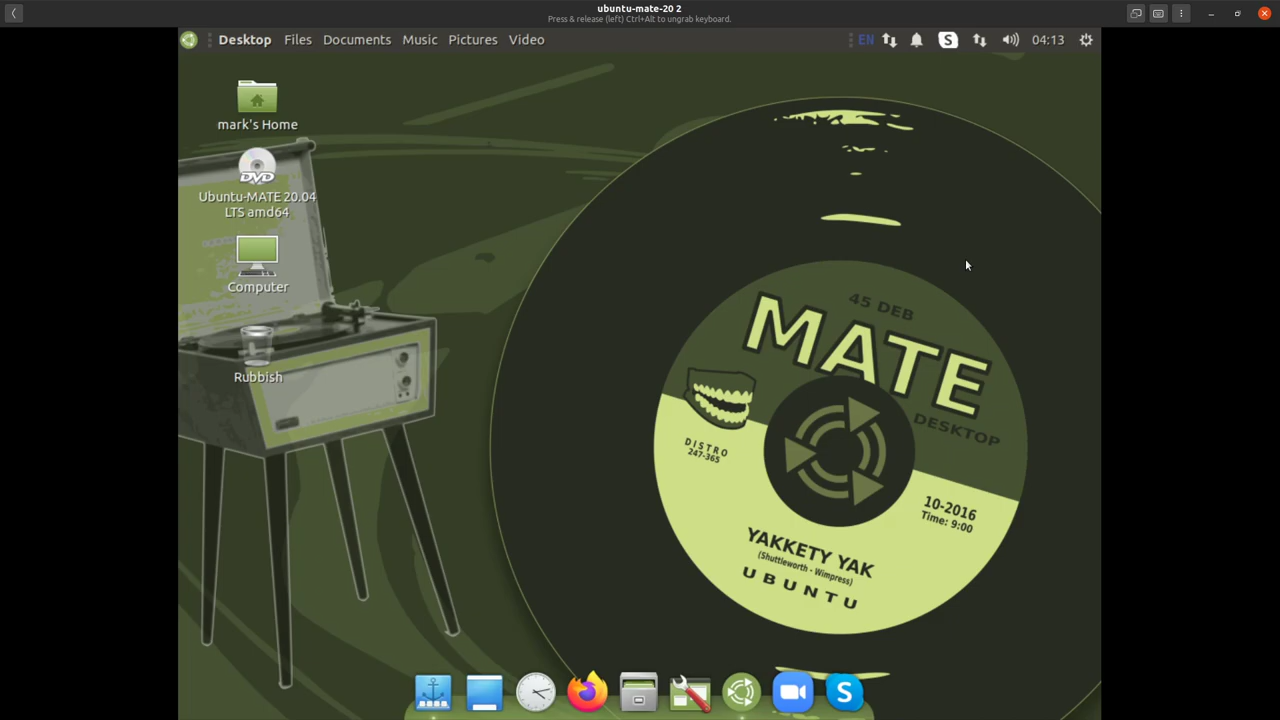 ubuntu-mate-20 2
Press & release (left) Ctrl+Alt to ungrab keyboard.
Desktop Files Documents Music Pictures Video EN 04:13
mark's Home
DVD
Ubuntu-MATE 20.04
LTS amd64
Computer
Rubbish
45 DEB
MATE
DESKTOP
DISTRO
247-365
10-2016
Time: 9:00
YAKKETY YAK
(Shuttleworth - Wimpress)
UBUNTU